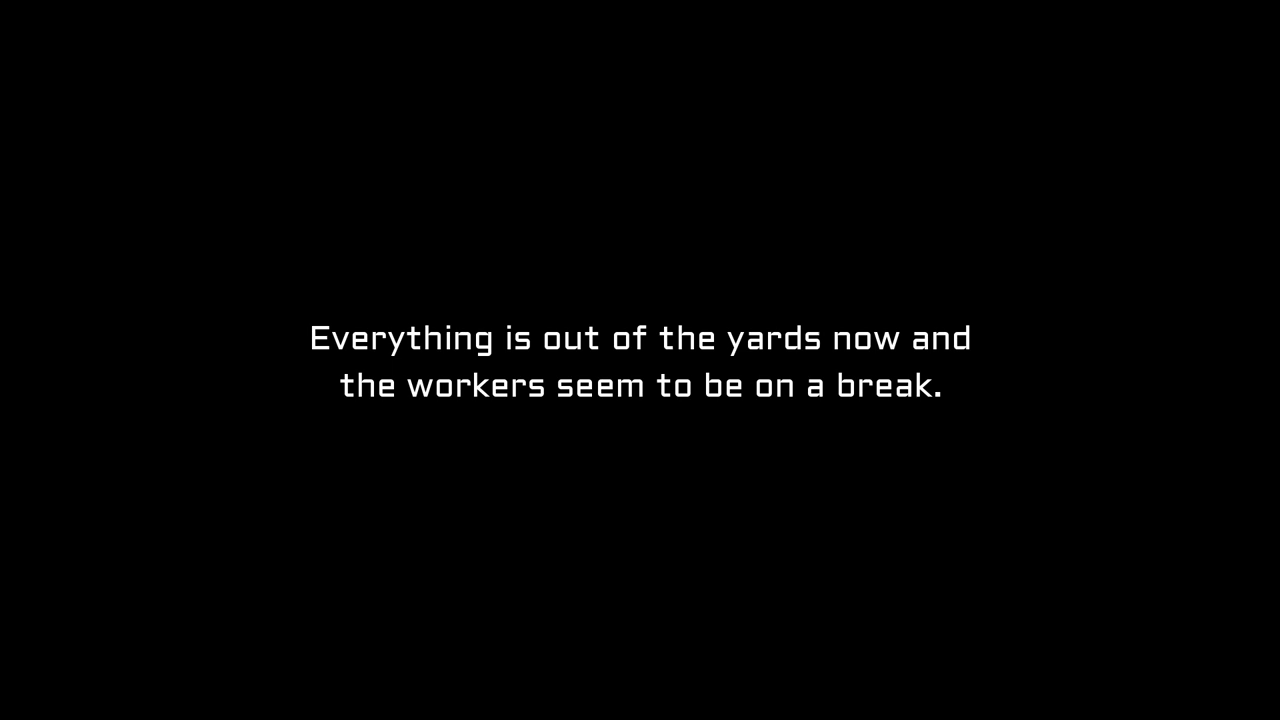 Everything is out of the yards now and
the workers seem to be on a break.